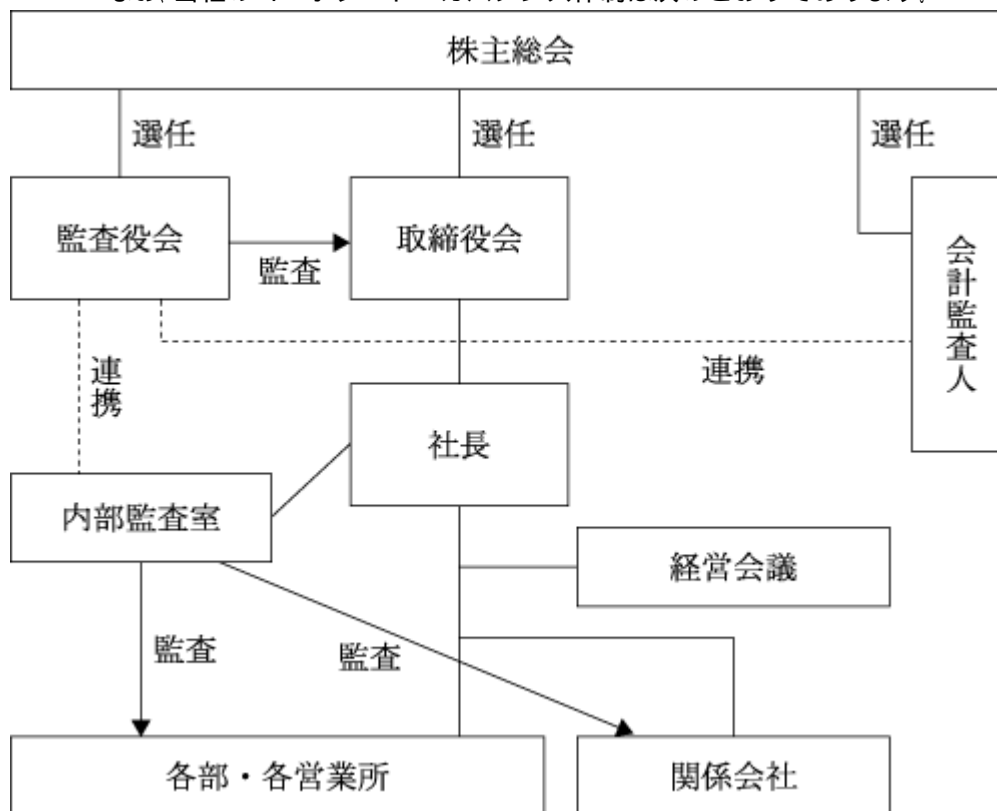 株主総会
選任
選任
選任
監査役会
取締役会
監査
会計監査人
連携
連携
社長
内部監査室
経営会議
監査
監査
各部・各営業所
関係会社